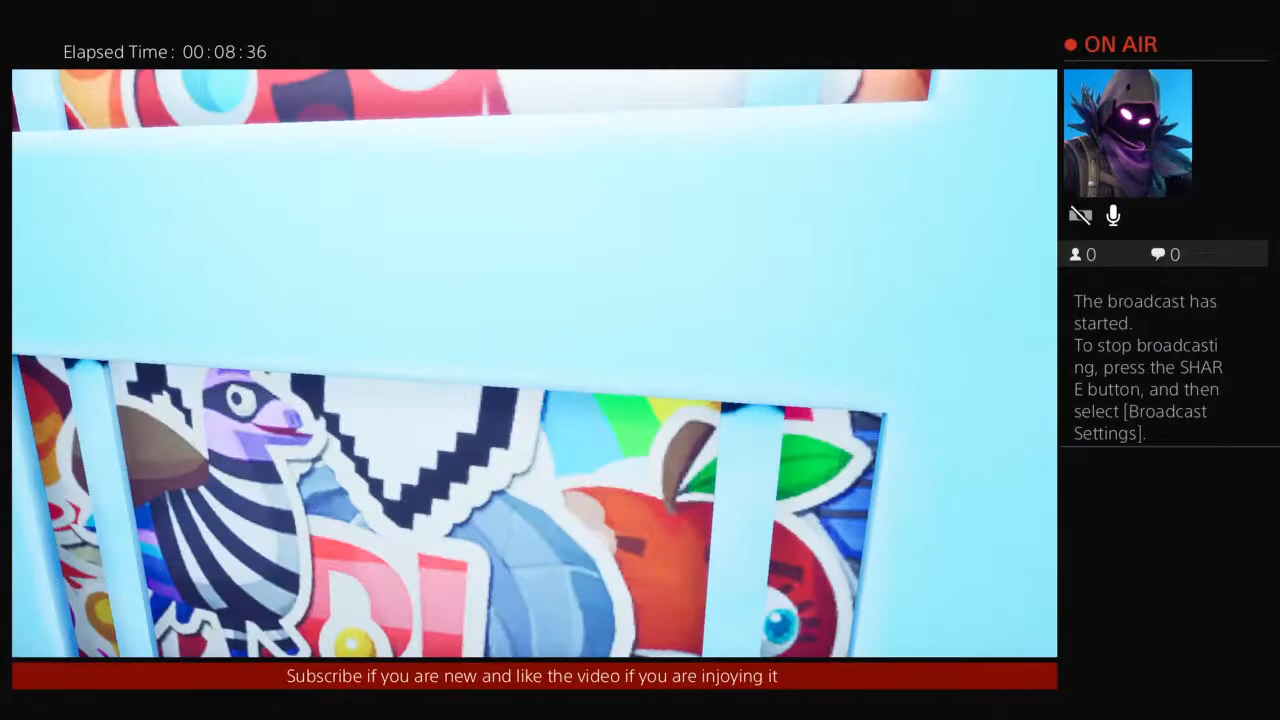 Elapsed Time: 00:08:36
ON AIR
0 0
The broadcast has
started.
To stop broadcasti
ng, press the SHAR
E button, and then
select [Broadcast
Settings].
Subscribe if you are new and like the video if you are injoying it